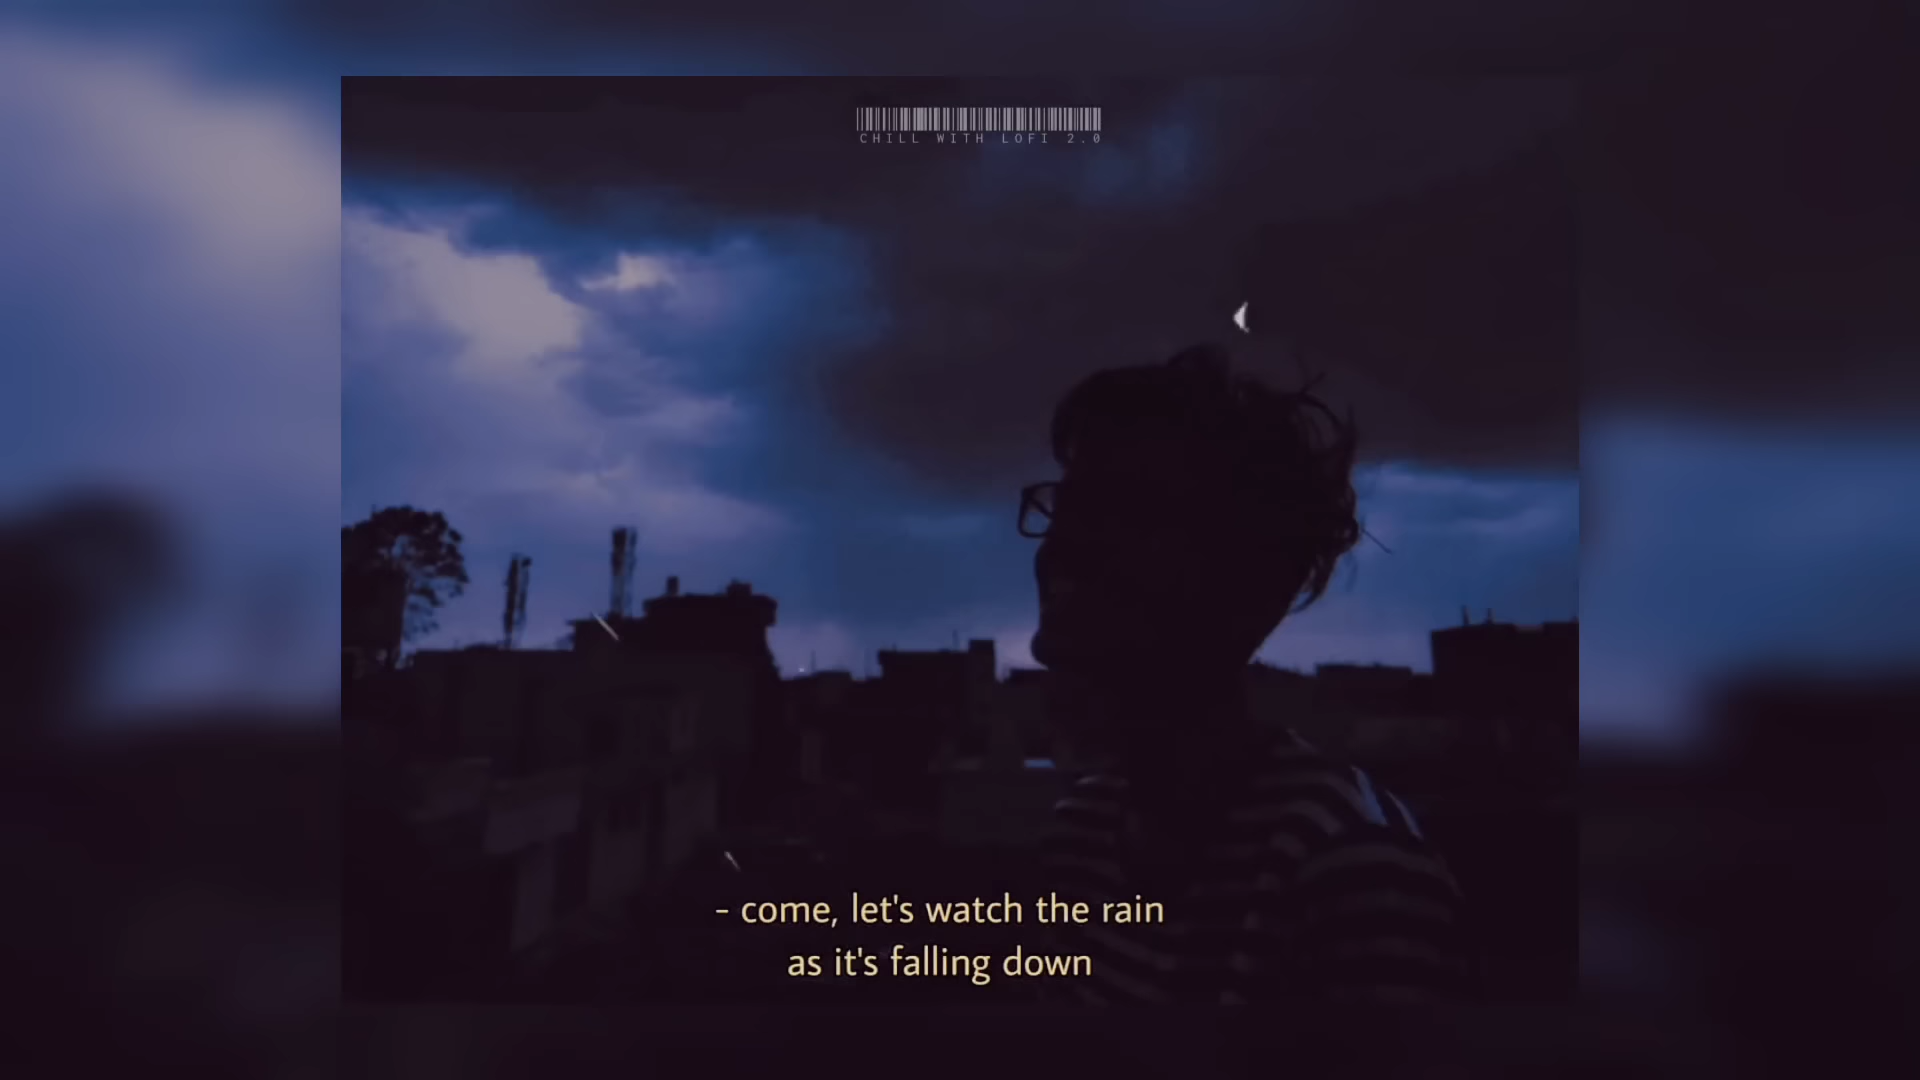 CHILL WITH LOFI 2.0
- come, let's watch the rain
as it's falling down